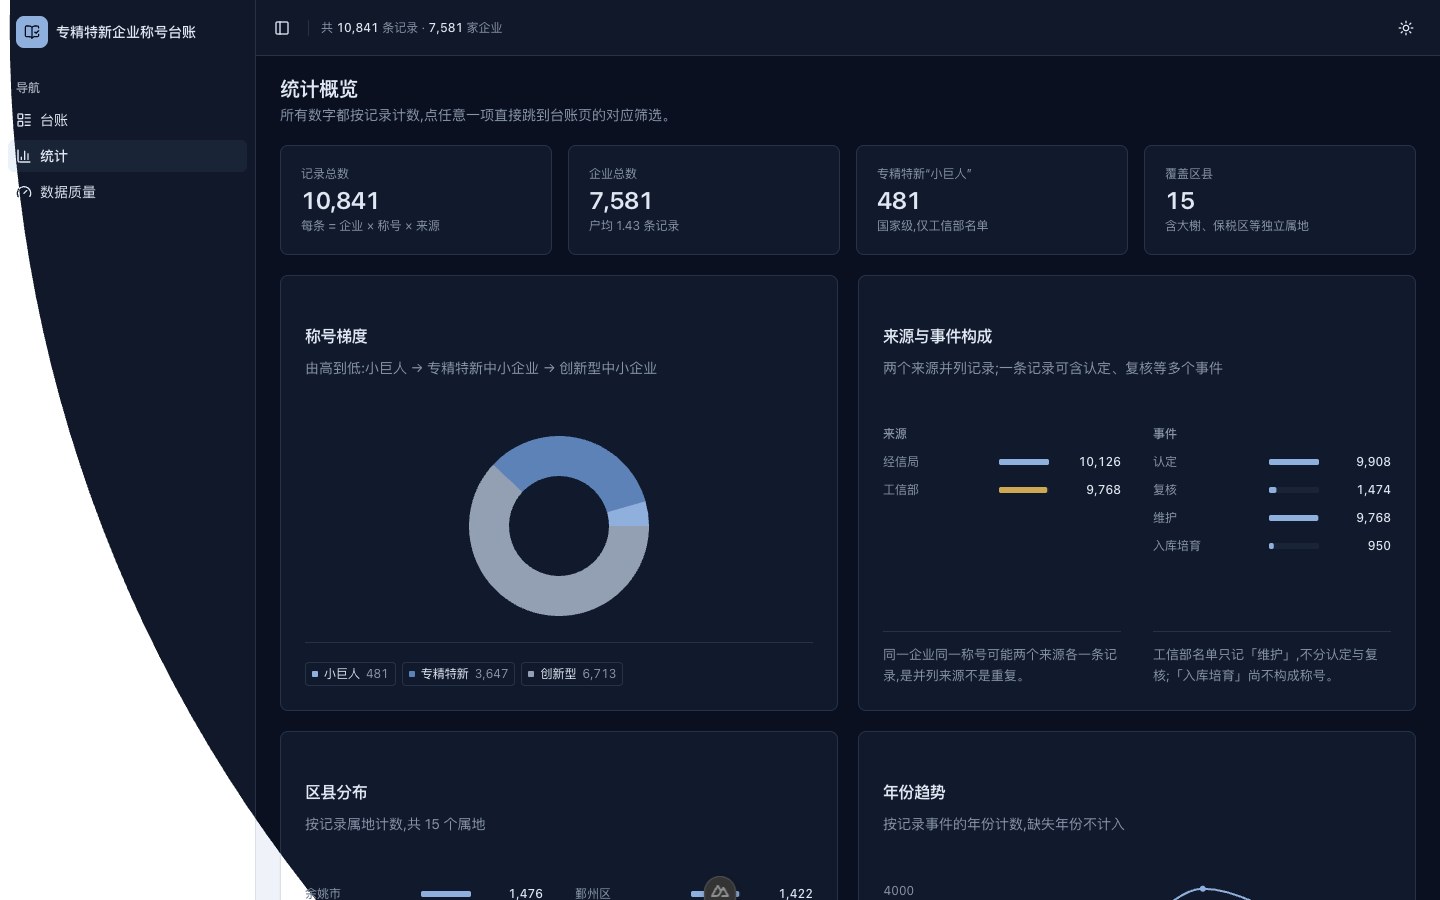 专精特新企业称号台账
共 10,841 条记录 · 7,581 家企业
导航
台账
统计
数据质量
统计概览
所有数字都按记录计数,点任意一项直接跳到台账页的对应筛选。
记录总数
10,841
每条 = 企业 × 称号 × 来源
企业总数
7,581
户均 1.43 条记录
专精特新“小巨人”
481
国家级,仅工信部名单
覆盖区县
15
含大榭、保税区等独立属地
称号梯度
由高到低:小巨人 → 专精特新中小企业 → 创新型中小企业
小巨人 481
专精特新 3,647
创新型 6,713
来源与事件构成
两个来源并列记录;一条记录可含认定、复核等多个事件
来源
经信局 10,126
工信部 9,768
同一企业同一称号可能两个来源各一条记
录,是并列来源不是重复。
事件
认定 9,908
复核 1,474
维护 9,768
入库培育 950
工信部名单只记「维护」,不分认定与复
核;「入库培育」尚不构成称号。
区县分布
按记录属地计数,共 15 个属地
余姚市 1,476
鄞州区 1,422
年份趋势
按记录事件的年份计数,缺失年份不计入
4000